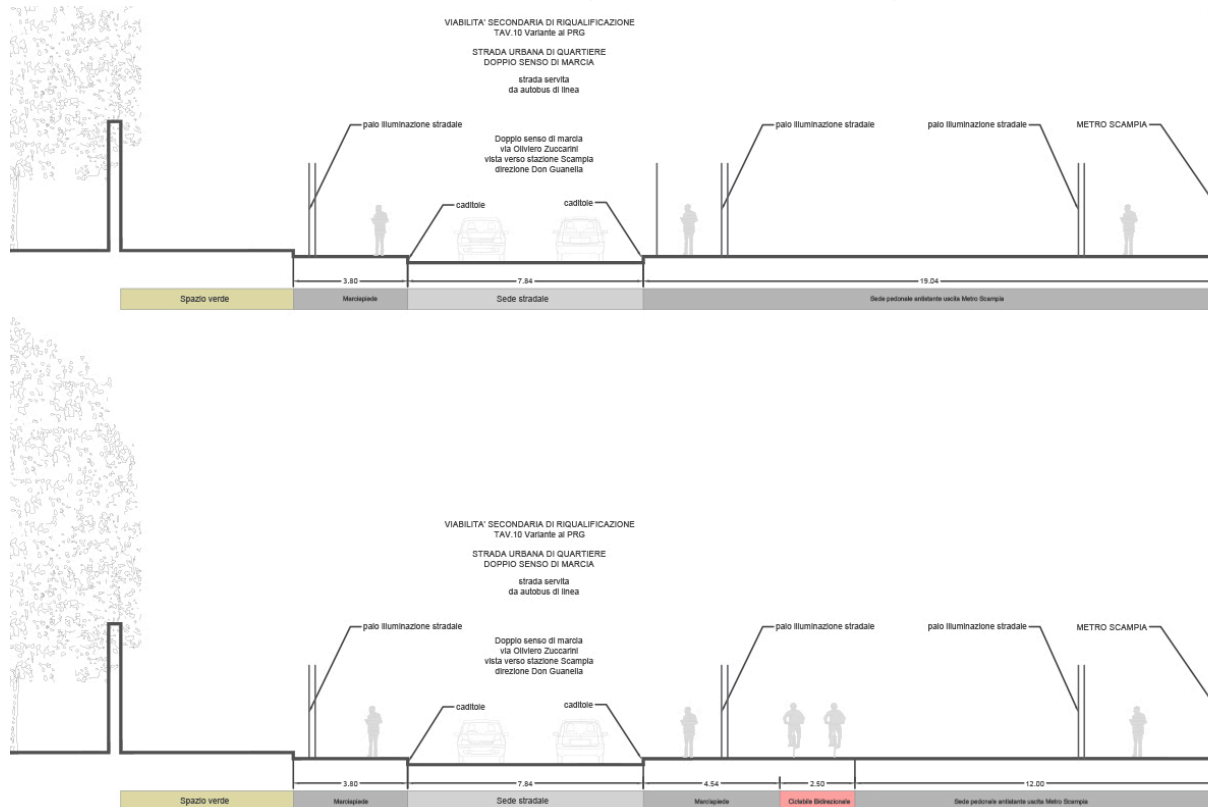 VIABILITA' SECONDARIA DI RIQUALIFICAZIONE
TAV.10 Variante al PRG
STRADA URBANA DI QUARTIERE
DOPPIO SENSO DI MARCIA
strada servita
da autobus di linea
palo illuminazione stradale
palo illuminazione stradale
palo illuminazione stradale
METRO SCAMPIA
Doppio senso di marcia
via Oliviero Zuccarini
vista verso stazione Scampia
direzione Don Guanella
caditoie
caditoie
3.80
7.84
19.04
Spazio verde
Marciapiede
Sede stradale
Sede pedonale antistante uscita Metro Scampia
VIABILITA' SECONDARIA DI RIQUALIFICAZIONE
TAV.10 Variante al PRG
STRADA URBANA DI QUARTIERE
DOPPIO SENSO DI MARCIA
strada servita
da autobus di linea
palo illuminazione stradale
palo illuminazione stradale
palo illuminazione stradale
METRO SCAMPIA
Doppio senso di marcia
via Oliviero Zuccarini
vista verso stazione Scampia
direzione Don Guanella
caditoie
caditoie
3.80
7.84
4.54
2.50
12.00
Spazio verde
Marciapiede
Sede stradale
Marciapiede
Ciclabile Bidirezionale
Sede pedonale antistante uscita Metro Scampia